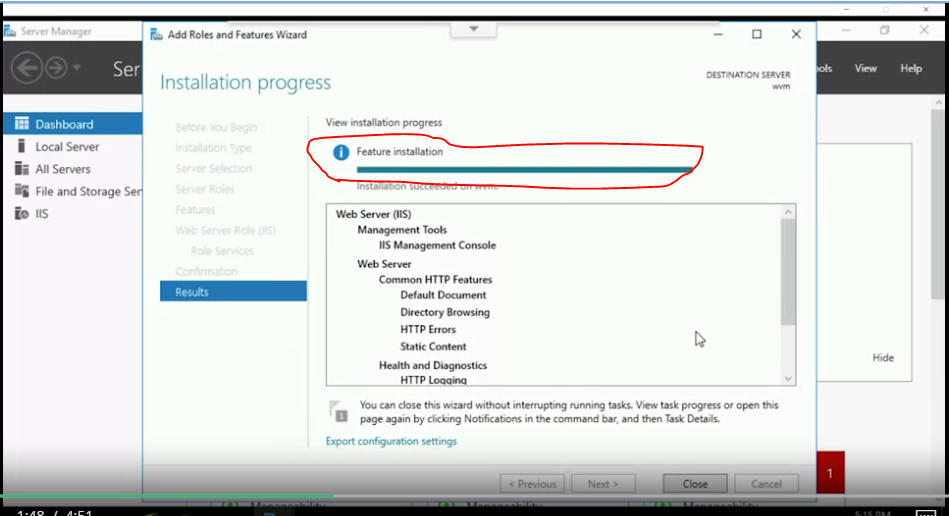 Server Manager
Add Roles and Features Wizard
Ser
ols View Help
Installation progress
DESTINATION SERVER
wvm
Dashboard
Local Server
All Servers
File and Storage Ser
IIS
Before You Begin
Installation Type
Server Selection
Server Roles
Features
Web Server Role (IIS)
Role Services
Confirmation
Results
View installation progress
Feature installation
Installation succeeded on wvm.
Web Server (IIS)
Management Tools
IIS Management Console
Web Server
Common HTTP Features
Default Document
Directory Browsing
HTTP Errors
Static Content
Health and Diagnostics
HTTP Logging
Hide
1
You can close this wizard without interrupting running tasks. View task progress or open this
page again by clicking Notifications in the command bar, and then Task Details.
Export configuration settings
< Previous Next > Close Cancel
1
Manageability Manageability Manageability
1:48 / 4:51
5:15 PM